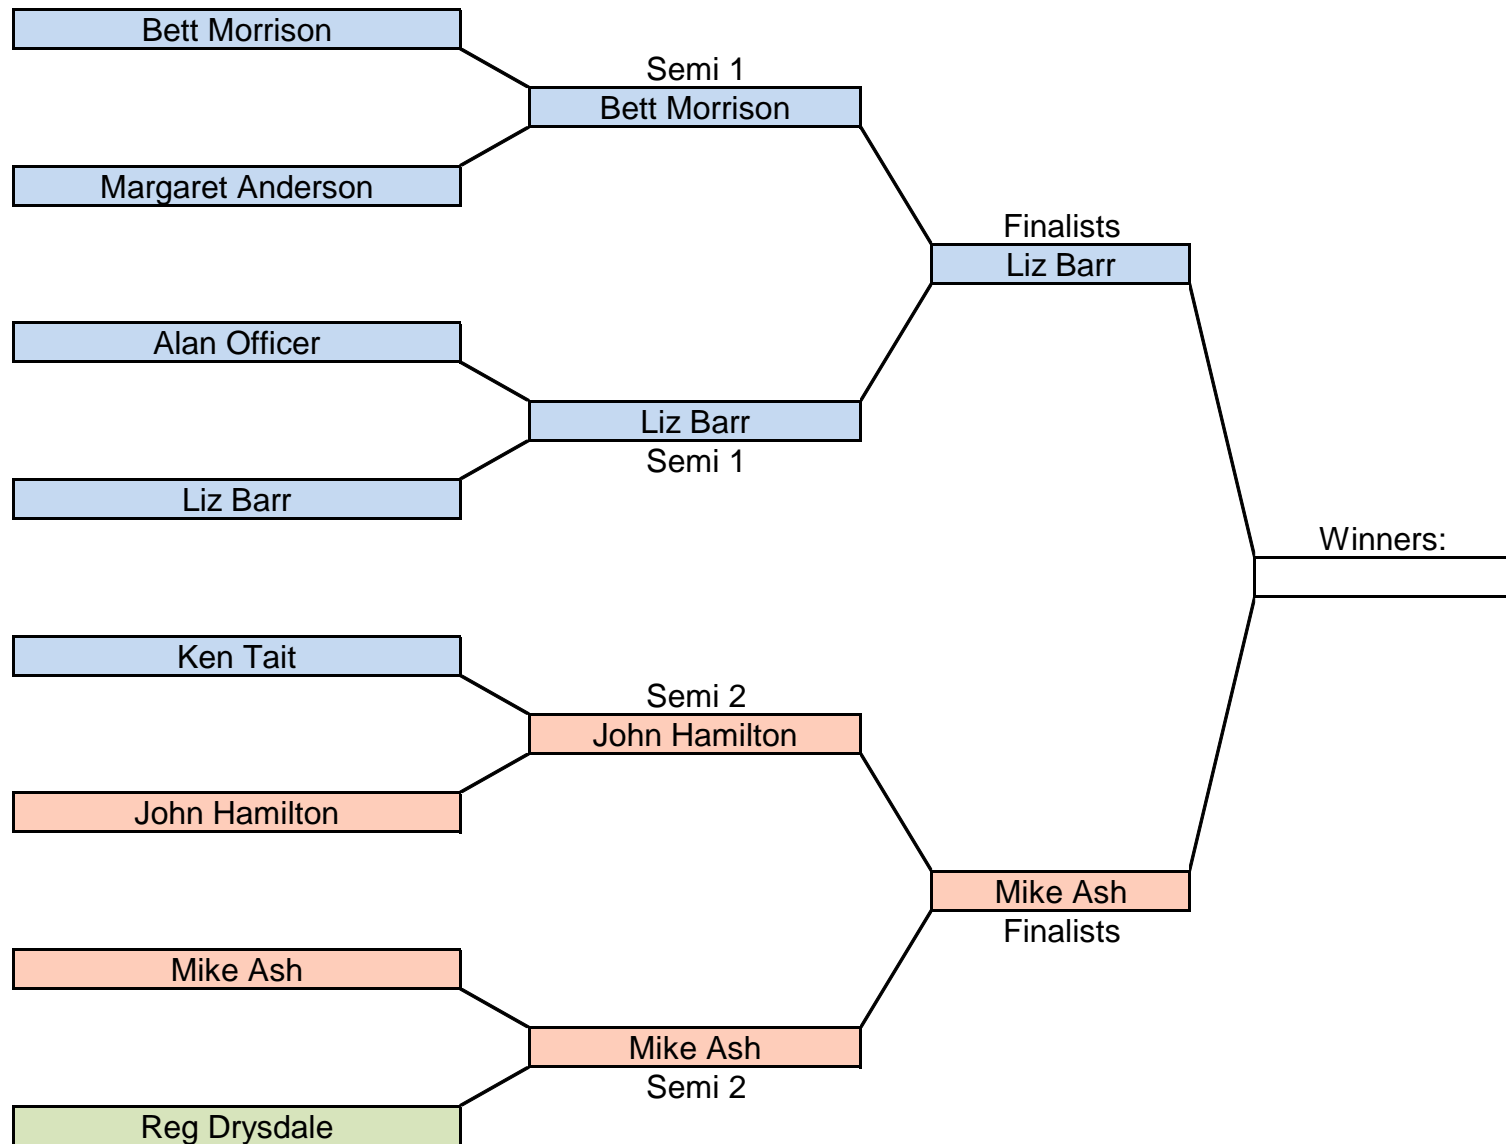 Bett Morrison
Semi 1
Bett Morrison
Margaret Anderson
Finalists
Liz Barr
Alan Officer
Liz Barr
Semi 1
Liz Barr
Winners:
Ken Tait
Semi 2
John Hamilton
John Hamilton
Mike Ash
Finalists
Mike Ash
Mike Ash
Semi 2
Reg Drysdale